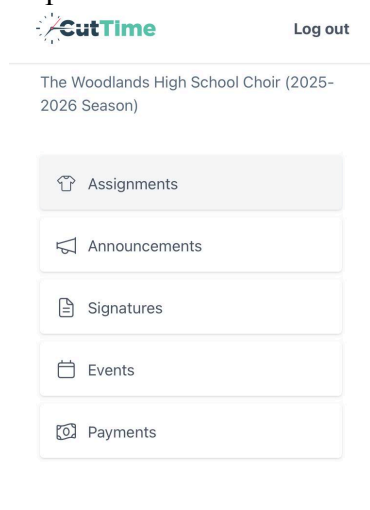 CutTime
Log out
The Woodlands High School Choir (2025-
2026 Season)
Assignments
Announcements
Signatures
Events
Payments